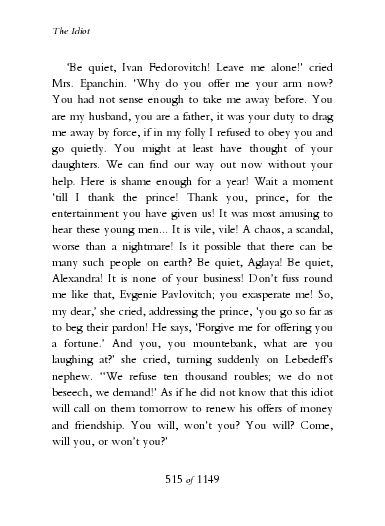 The Idiot
‘Be quiet, Ivan Fedorovitch! Leave me alone!’ cried
Mrs. Epanchin. ‘Why do you offer me your arm now?
You had not sense enough to take me away before. You
are my husband, you are a father, it was your duty to drag
me away by force, if in my folly I refused to obey you and
go quietly. You might at least have thought of your
daughters. We can find our way out now without your
help. Here is shame enough for a year! Wait a moment
‘till I thank the prince! Thank you, prince, for the
entertainment you have given us! It was most amusing to
hear these young men... It is vile, vile! A chaos, a scandal,
worse than a nightmare! Is it possible that there can be
many such people on earth? Be quiet, Aglaya! Be quiet,
Alexandra! It is none of your business! Don’t fuss round
me like that, Evgenie Pavlovitch; you exasperate me! So,
my dear,’ she cried, addressing the prince, ‘you go so far as
to beg their pardon! He says, ‘Forgive me for offering you
a fortune.’ And you, you mountebank, what are you
laughing at?’ she cried, turning suddenly on Lebedeff’s
nephew. ‘‘We refuse ten thousand roubles; we do not
beseech, we demand!’ As if he did not know that this idiot
will call on them tomorrow to renew his offers of money
and friendship. You will, won’t you? You will? Come,
will you, or won’t you?’
515 of 1149